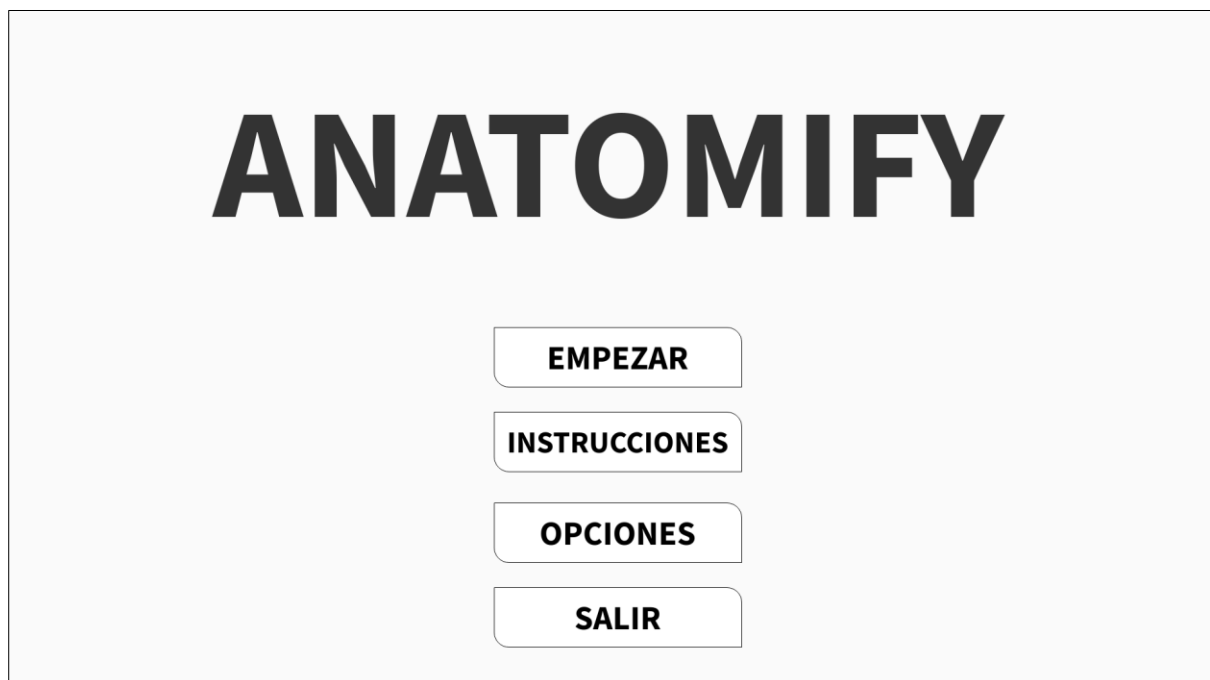 ANATOMIFY
EMPEZAR
INSTRUCCIONES
OPCIONES
SALIR